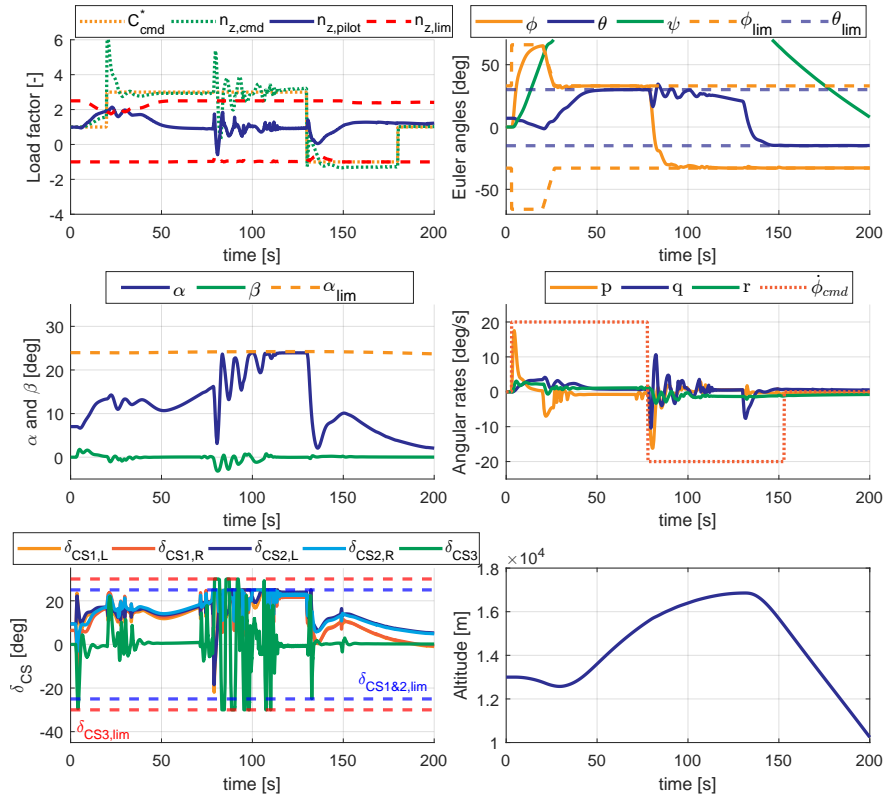 C*cmd n z,cmd n z,pilot n z,lim
Load factor [-]
6
4
2
0
-2
-4
0 50 100 150 200
time [s]
ϕ θ ψ ϕlim θlim
Euler angles [deg]
50
0
-50
0 50 100 150 200
time [s]
α β αlim
α and β [deg]
30
20
10
0
0 50 100 150 200
time [s]
p q r ϕ̇cmd
Angular rates [deg/s]
20
10
0
-10
-20
0 50 100 150 200
time [s]
δCS1,L δCS1,R δCS2,L δCS2,R δCS3
δCS [deg]
40
20
0
-20
-40
δCS1&2,lim
δCS3,lim
0 50 100 150 200
time [s]
×10^4
Altitude [m]
1.8
1.6
1.4
1.2
1
0 50 100 150 200
time [s]